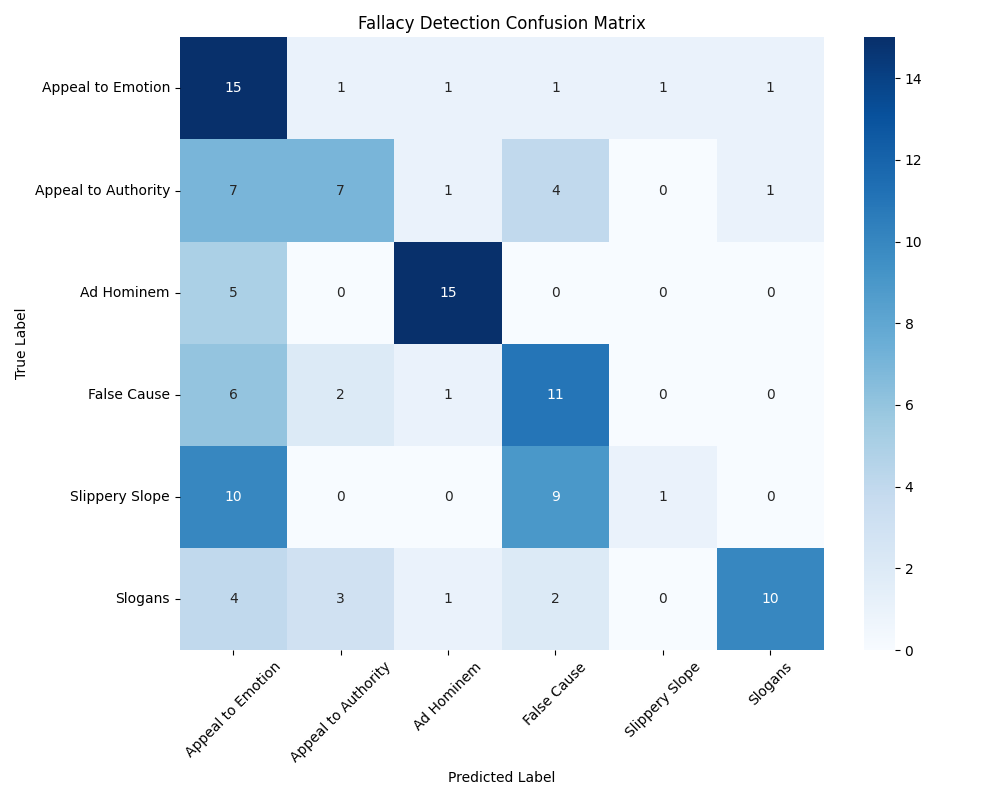 Fallacy Detection Confusion Matrix
True Label
Appeal to Emotion 15 1 1 1 1 1
Appeal to Authority 7 7 1 4 0 1
Ad Hominem 5 0 15 0 0 0
False Cause 6 2 1 11 0 0
Slippery Slope 10 0 0 9 1 0
Slogans 4 3 1 2 0 10
Appeal to Emotion
Appeal to Authority
Ad Hominem
False Cause
Slippery Slope
Slogans
Predicted Label
14
12
10
8
6
4
2
0